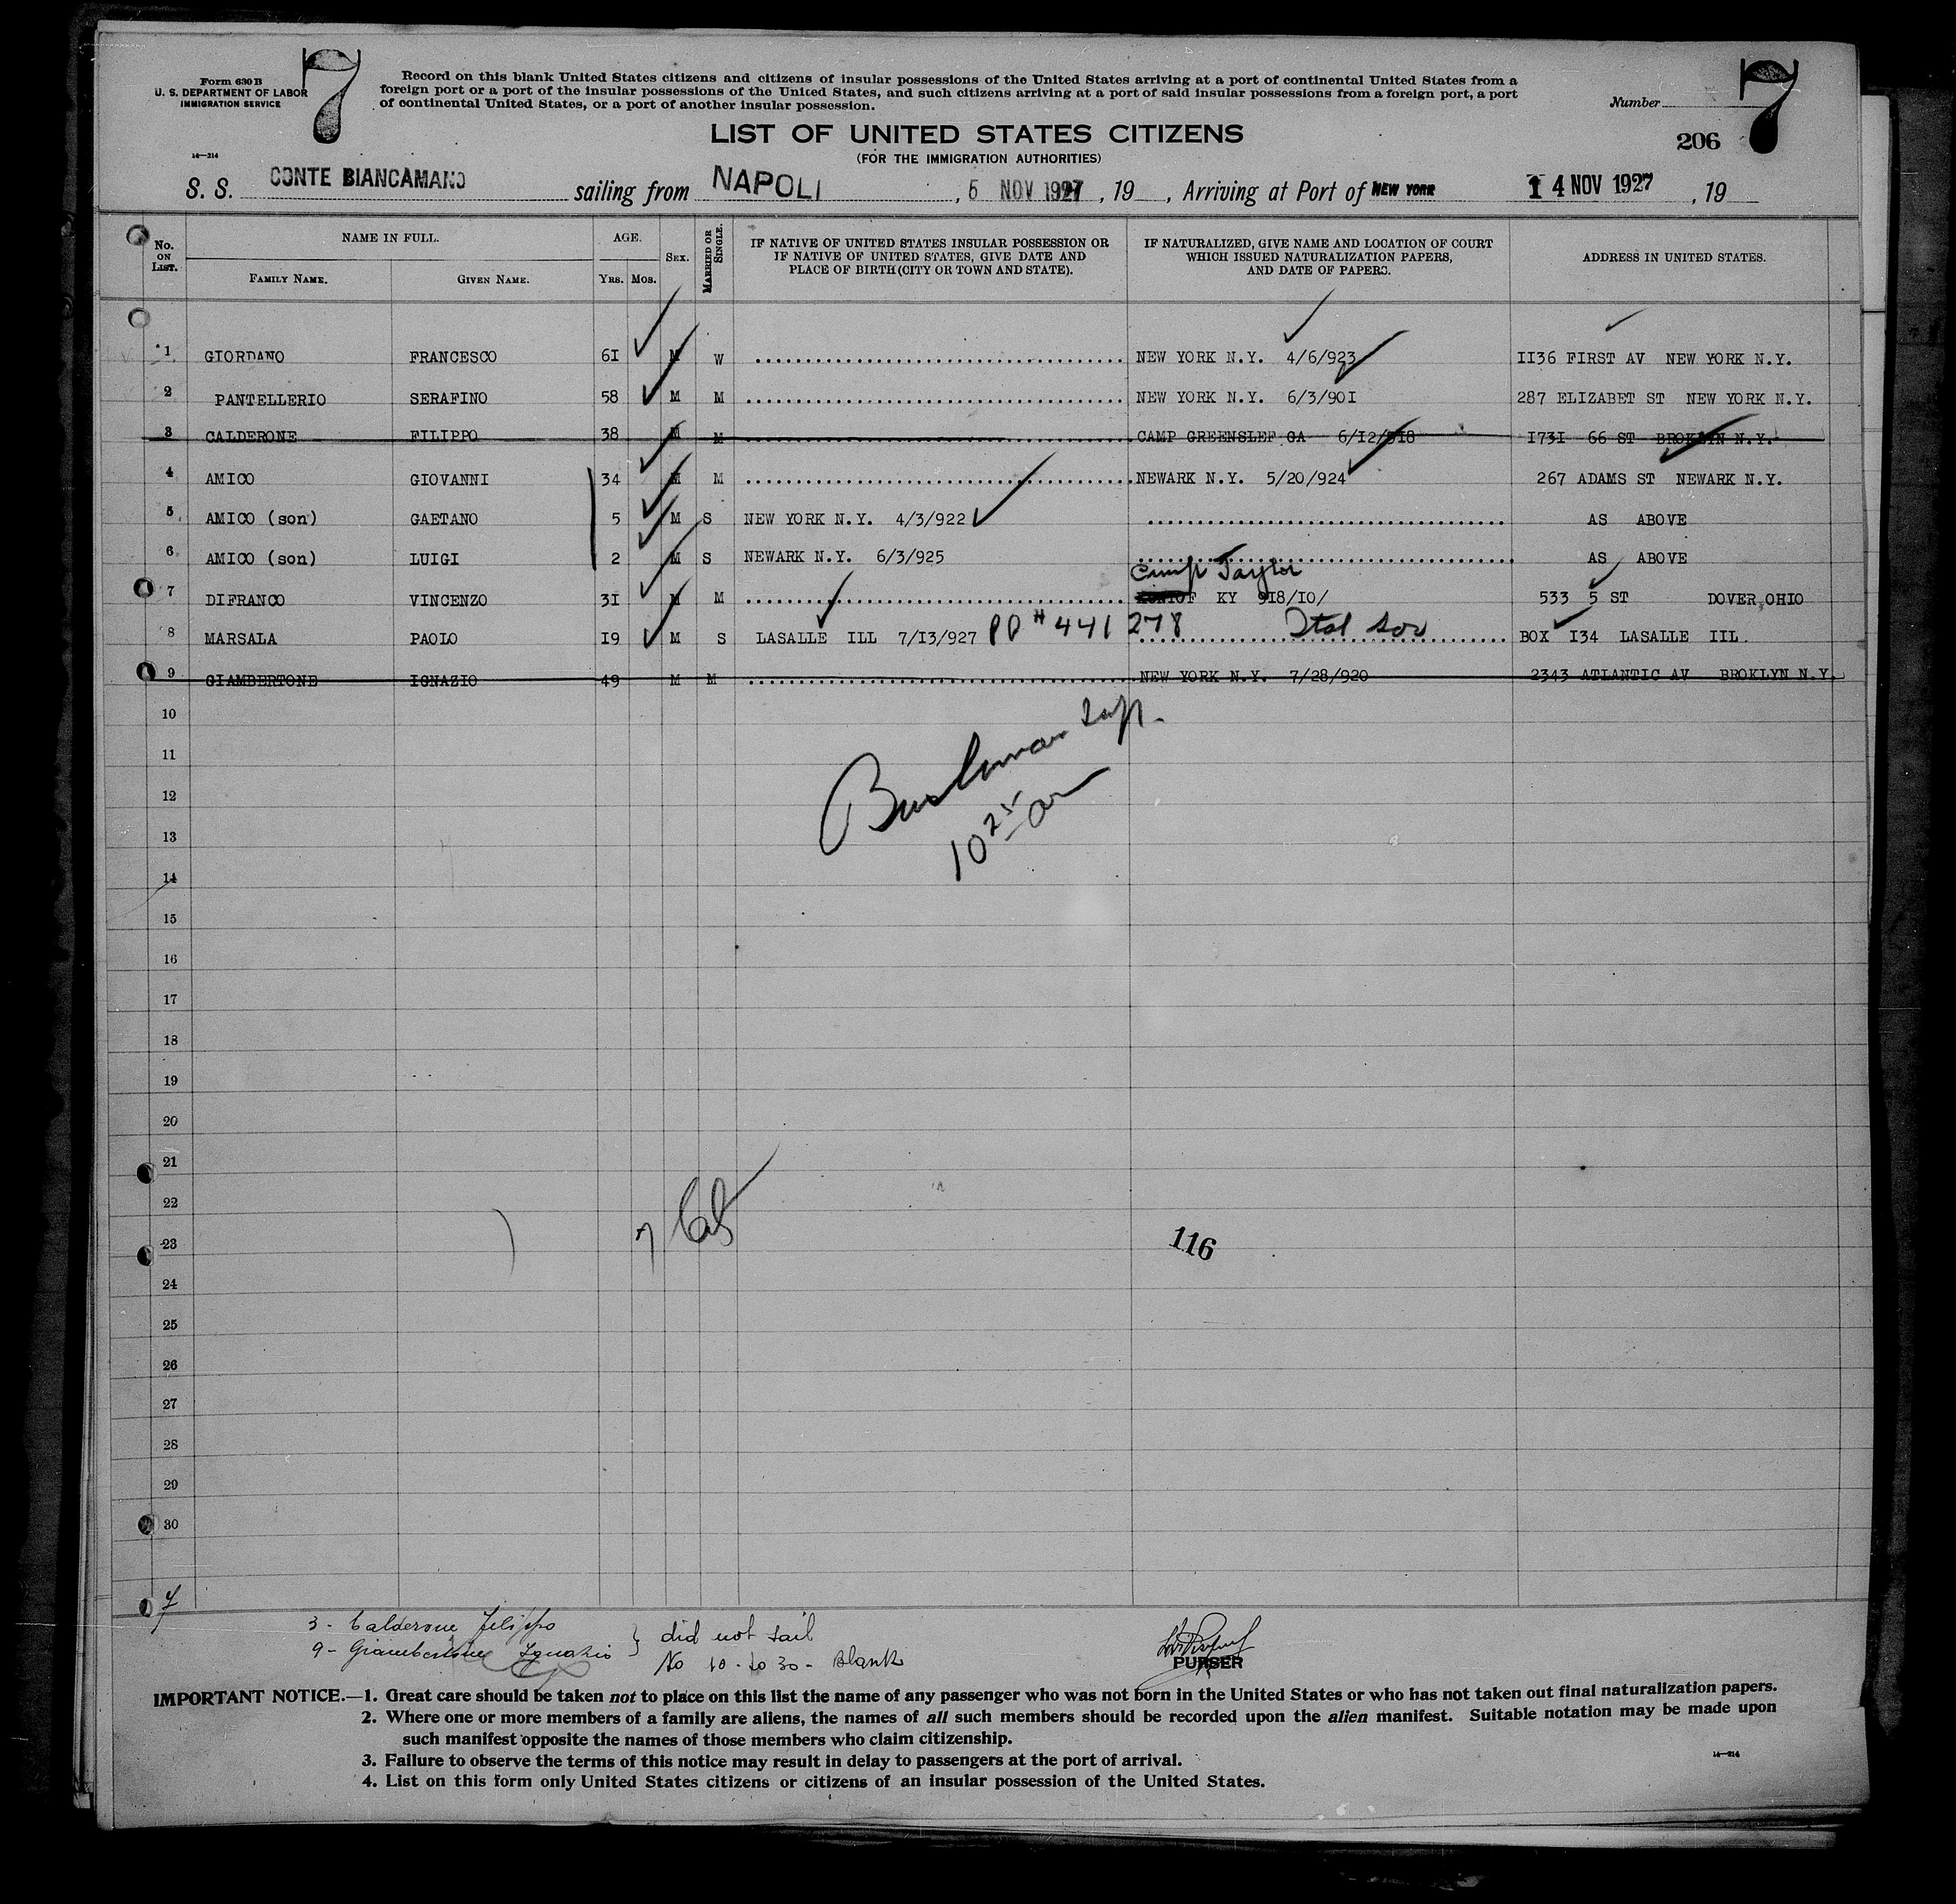 Form 630 B
U. S. DEPARTMENT OF LABOR
IMMIGRATION SERVICE
7
Record on this blank United States citizens and citizens of insular possessions of the United States arriving at a port of continental United States from a
foreign port or a port of the insular possessions of the United States, and such citizens arriving at a port of said insular possessions from a foreign port, a port
of continental United States, or a port of another insular possession.
Number
7
LIST OF UNITED STATES CITIZENS
206
(FOR THE IMMIGRATION AUTHORITIES)
14—214
S. S. CONTE BIANCAMANO sailing from NAPOLI, 5 NOV 1927, 19 , Arriving at Port of NEW YORK 14 NOV 1927, 19
No. ON LIST. NAME IN FULL. AGE. SEX. MARRIED OR SINGLE. IF NATIVE OF UNITED STATES INSULAR POSSESSION OR IF NATIVE OF UNITED STATES, GIVE DATE AND PLACE OF BIRTH (CITY OR TOWN AND STATE). IF NATURALIZED, GIVE NAME AND LOCATION OF COURT WHICH ISSUED NATURALIZATION PAPERS, AND DATE OF PAPERS. ADDRESS IN UNITED STATES.
FAMILY NAME. GIVEN NAME. YRS. MOS.
1 GIORDANO FRANCESCO 6I M W NEW YORK N.Y. 4/6/923 II36 FIRST AV NEW YORK N.Y.
2 PANTELLERIO SERAFINO 58 M M NEW YORK N.Y. 6/3/90I 287 ELIZABET ST NEW YORK N.Y.
3 CALDERONE FILIPPO 38 M M CAMP GREENSLEF GA 6/I2/918 I73I 66 ST BROKLYN N.Y.
4 AMICO GIOVANNI 34 M M NEWARK N.Y. 5/20/924 267 ADAMS ST NEWARK N.Y.
5 AMICO (son) GAETANO 5 M S NEW YORK N.Y. 4/3/922 AS ABOVE
6 AMICO (son) LUIGI 2 M S NEWARK N.Y. 6/3/925 AS ABOVE
Camp Taylor
7 DIFRANCO VINCENZO 3I M M KY 918/IO/ 533 5 ST DOVER,OHIO
8 MARSALA PAOLO I9 M S LASALLE ILL 7/I3/927 PP # 441 278 Ital Gov BOX I34 LASALLE IIL.
9 GIAMBERTONE IGNAZIO 49 M M NEW YORK N.Y. 7/28/920 2343 ATLANTIC AV BROKLYN N.Y.
10
11
12
13
14
15
16
17
18
19
20
21
22
23
24
25
26
27
28
29
30
10 25 am
7
116
3 - Calderone Filippo
9 - Giambertone Ignazio } did not sail
No 10 - to 30 - Blank
PURSER
IMPORTANT NOTICE.—1. Great care should be taken not to place on this list the name of any passenger who was not born in the United States or who has not taken out final naturalization papers.
2. Where one or more members of a family are aliens, the names of all such members should be recorded upon the alien manifest. Suitable notation may be made upon
such manifest opposite the names of those members who claim citizenship.
3. Failure to observe the terms of this notice may result in delay to passengers at the port of arrival.
14—214
4. List on this form only United States citizens or citizens of an insular possession of the United States.